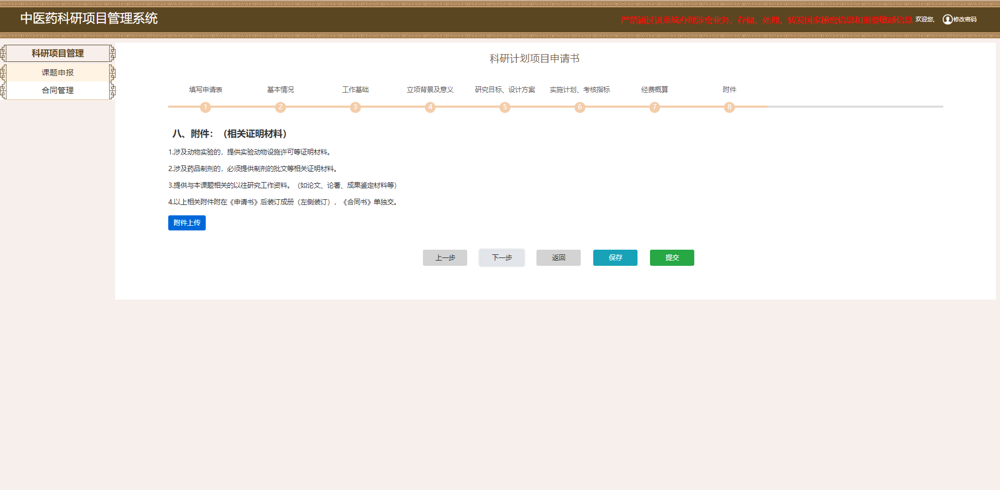 中医药科研项目管理系统
严禁通过该系统办理涉密业务，存储、处理、转发国家秘密信息和重要敏感信息 欢迎您, 修改密码
科研项目管理
课题申报
合同管理
科研计划项目申请书
填写申请表 基本情况 工作基础 立项背景及意义 研究目标、设计方案 实施计划、考核指标 经费概算 附件
1 2 3 4 5 6 7 8
八、附件：（相关证明材料）
1.涉及动物实验的，提供实验动物设施许可等证明材料。
2.涉及药品制剂的，必须提供制剂的批文等相关证明材料。
3.提供与本课题相关的以往研究工作资料。（如论文、论著、成果鉴定材料等）
4.以上相关附件附在《申请书》后装订成册（左侧装订），《合同书》单独交。
附件上传
上一步 下一步 返回 保存 提交